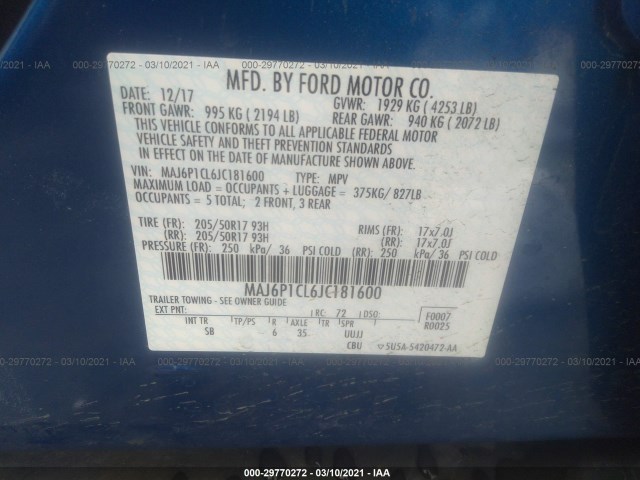 000-29770272 - 03/10/2021 - IAA
000-29770272 - 03/10/2021 - IAA
000-29770272 - 03/10/2021 - IAA
MFD. BY FORD MOTOR CO.
12/17
GVWR: 1929 KG ( 4253 LB)
FRONT GAWR: 995 KG ( 2194 LB)
REAR GAWR: 940 KG ( 2072 LB)
THIS VEHICLE CONFORMS TO ALL APPLICABLE FEDERAL MOTOR
VEHICLE SAFETY AND THEFT PREVENTION STANDARDS
IN EFFECT ON THE DATE OF MANUFACTURE SHOWN ABOVE.
VIN: MAJ6P1CL6JC181600 TYPE: MPV
MAXIMUM LOAD = OCCUPANTS + LUGGAGE = 375KG/ 827LB
OCCUPANTS = 5 TOTAL; 2 FRONT, 3 REAR
TIRE (FR): 205/50R17 93H RIMS (FR): 17x7.0J
(RR): 205/50R17 93H (RR): 17x7.0J
PRESSURE (FR): 250 kPa/ 36 PSI COLD (RR): 250 kPa/ 36 PSI COLD
MAJ6P1CL6JC181600
TRAILER TOWING - SEE OWNER GUIDE
EXT PNT: RC: 72 DSO: F0007
R0025
INT TR TP/PS R AXLE TR SPR
SB 6 35 UUJJ
CBU 5U5A-5420472-AA
000-29770272 - 03/10/2021 - IAA